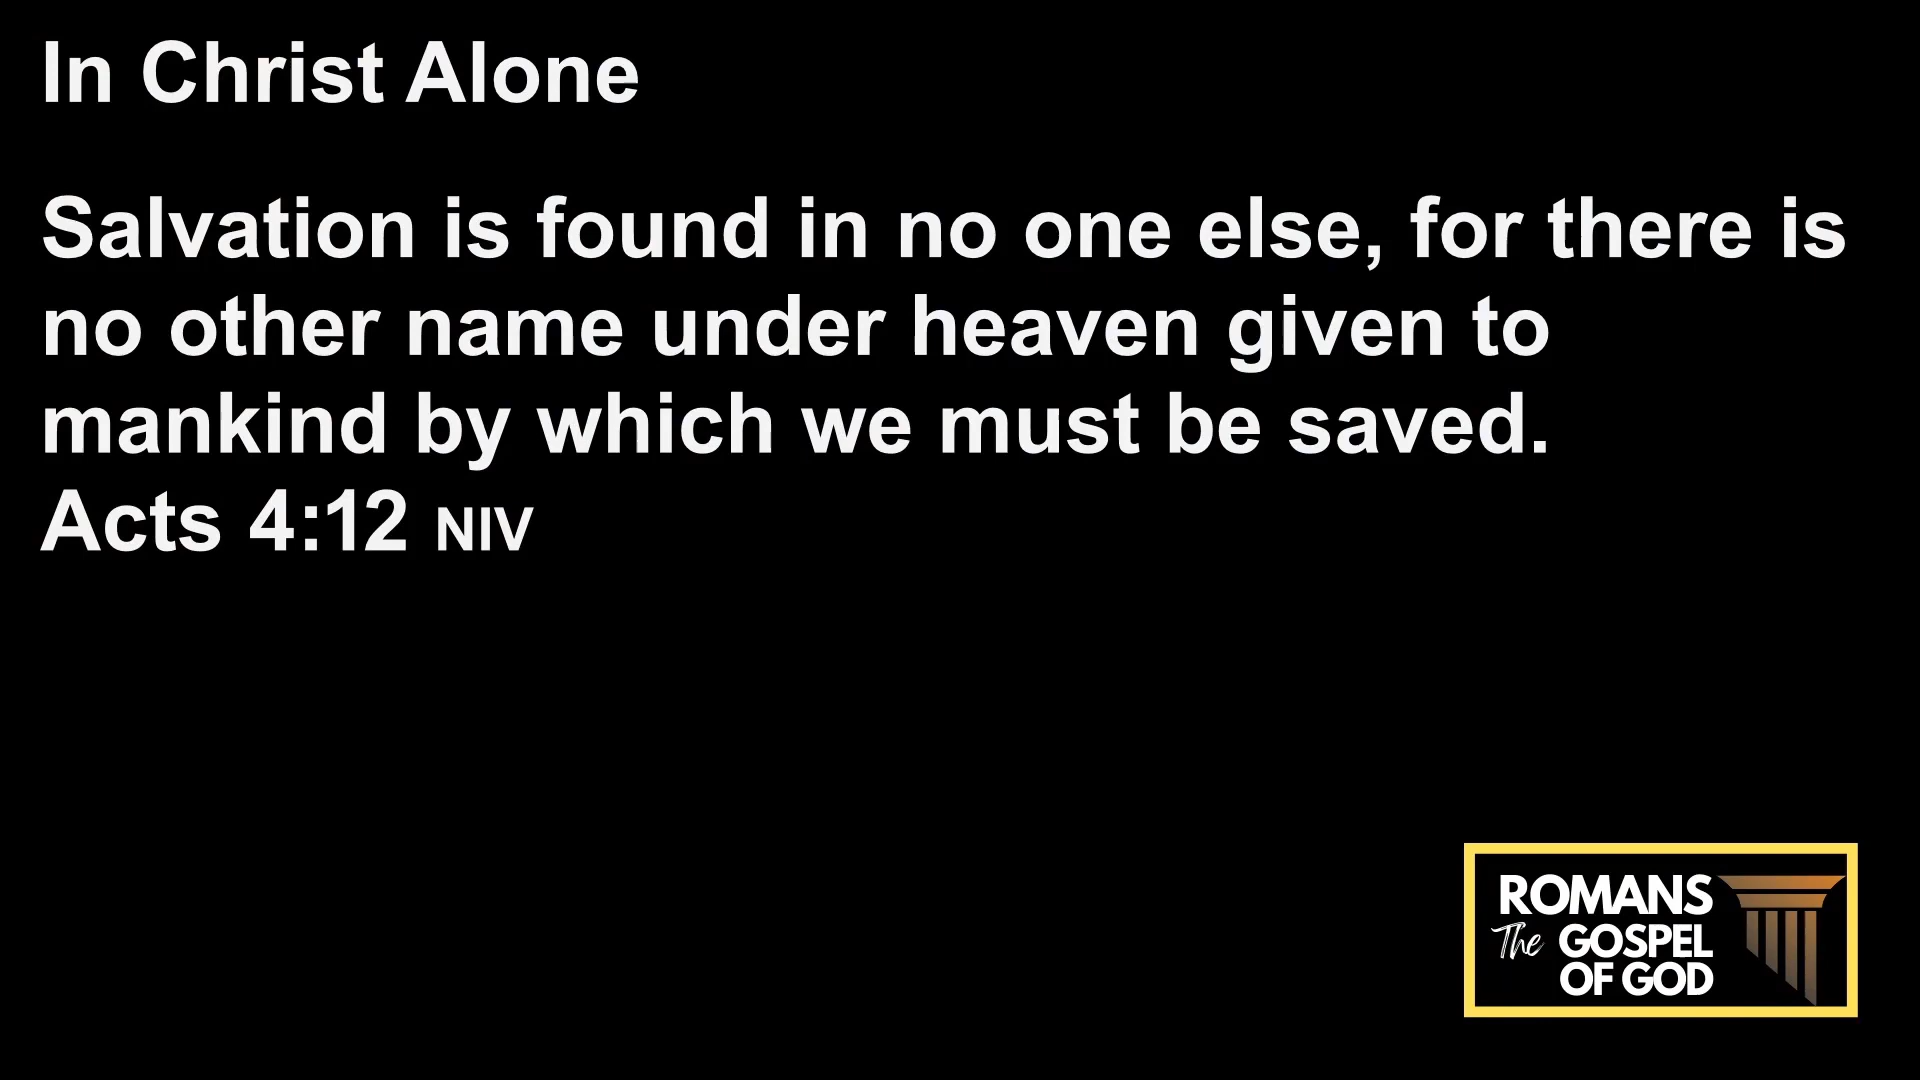 In Christ Alone
Salvation is found in no one else, for there is
no other name under heaven given to
mankind by which we must be saved.
Acts 4:12 NIV
ROMANS
The GOSPEL
OF GOD